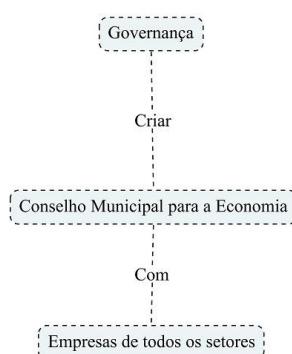 Governança
Criar
Conselho Municipal para a Economia
Com
Empresas de todos os setores